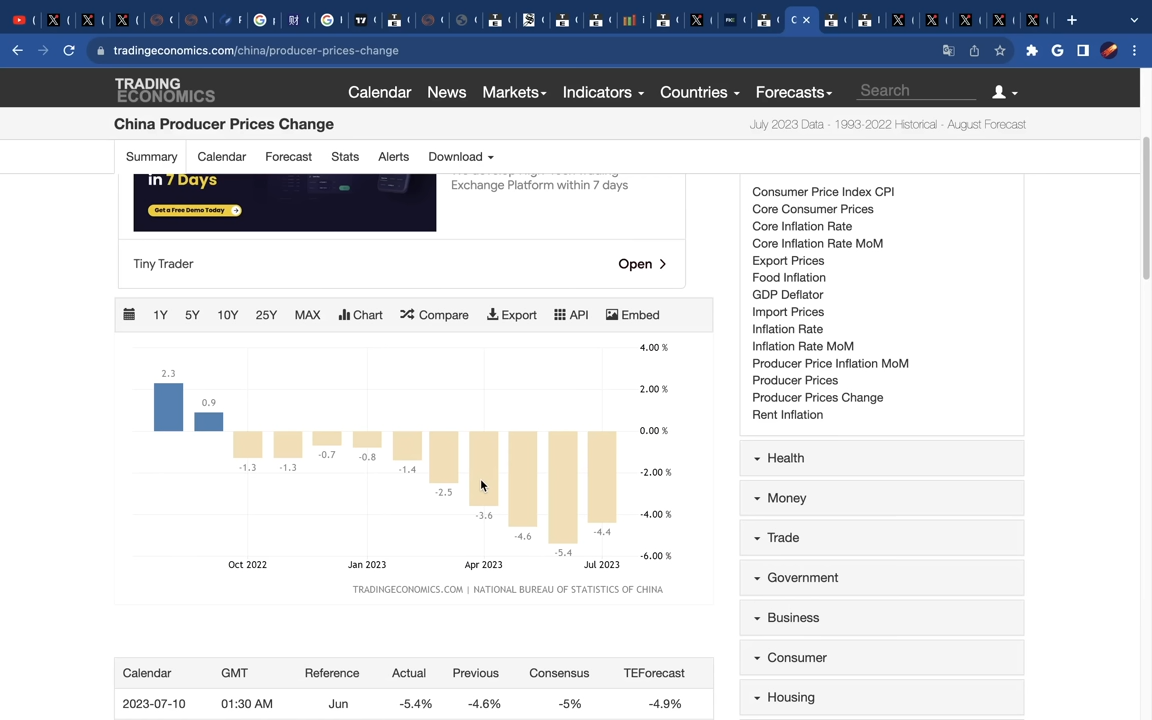 tradingeconomics.com/china/producer-prices-change
TRADING
ECONOMICS
Calendar News Markets Indicators Countries Forecasts Search
China Producer Prices Change
July 2023 Data - 1993-2022 Historical - August Forecast
Summary Calendar Forecast Stats Alerts Download
in 7 Days
Get a Free Demo Today
Exchange Platform within 7 days
Tiny Trader
Open
1Y 5Y 10Y 25Y MAX Chart Compare Export API Embed
4.00 %
2.00 %
0.00 %
-2.00 %
-4.00 %
-6.00 %
2.3
0.9
-1.3
-1.3
-0.7
-0.8
-1.4
-2.5
-3.6
-4.6
-5.4
-4.4
Oct 2022 Jan 2023 Apr 2023 Jul 2023
TRADINGECONOMICS.COM | NATIONAL BUREAU OF STATISTICS OF CHINA
Calendar GMT Reference Actual Previous Consensus TEForecast
2023-07-10 01:30 AM Jun -5.4% -4.6% -5% -4.9%
Consumer Price Index CPI
Core Consumer Prices
Core Inflation Rate
Core Inflation Rate MoM
Export Prices
Food Inflation
GDP Deflator
Import Prices
Inflation Rate
Inflation Rate MoM
Producer Price Inflation MoM
Producer Prices
Producer Prices Change
Rent Inflation
Health
Money
Trade
Government
Business
Consumer
Housing